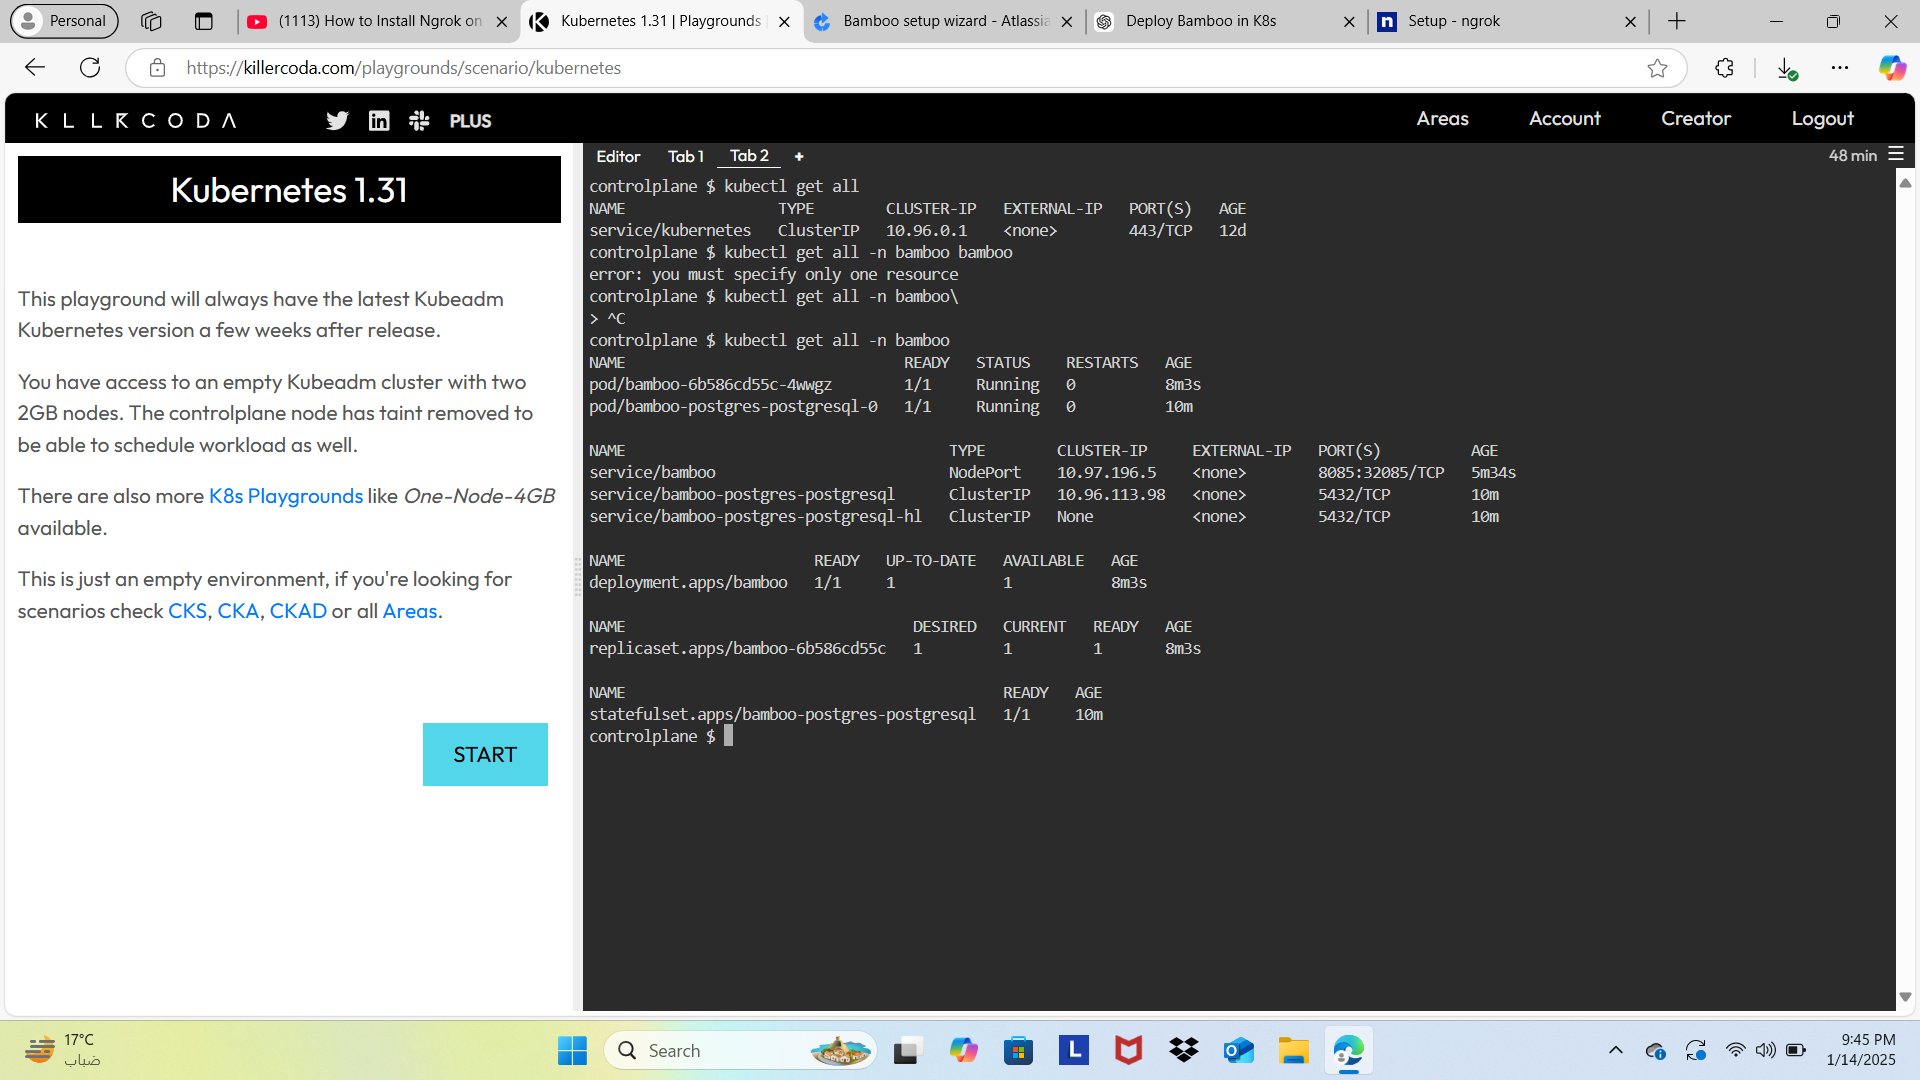 Personal
(1113) How to Install Ngrok on
Kubernetes 1.31 | Playgrounds |
Bamboo setup wizard - Atlassia
Deploy Bamboo in K8s
Setup - ngrok
https://killercoda.com/playgrounds/scenario/kubernetes
KLLRCODA
PLUS
Areas
Account
Creator
Logout
Kubernetes 1.31
This playground will always have the latest Kubeadm
Kubernetes version a few weeks after release.
You have access to an empty Kubeadm cluster with two
2GB nodes. The controlplane node has taint removed to
be able to schedule workload as well.
There are also more K8s Playgrounds like One-Node-4GB
available.
This is just an empty environment, if you're looking for
scenarios check CKS, CKA, CKAD or all Areas.
START
Editor Tab 1 Tab 2 +
48 min
controlplane $ kubectl get all
NAME TYPE CLUSTER-IP EXTERNAL-IP PORT(S) AGE
service/kubernetes ClusterIP 10.96.0.1 <none> 443/TCP 12d
controlplane $ kubectl get all -n bamboo bamboo
error: you must specify only one resource
controlplane $ kubectl get all -n bamboo\
> ^C
controlplane $ kubectl get all -n bamboo
NAME READY STATUS RESTARTS AGE
pod/bamboo-6b586cd55c-4wwgz 1/1 Running 0 8m3s
pod/bamboo-postgres-postgresql-0 1/1 Running 0 10m
NAME TYPE CLUSTER-IP EXTERNAL-IP PORT(S) AGE
service/bamboo NodePort 10.97.196.5 <none> 8085:32085/TCP 5m34s
service/bamboo-postgres-postgresql ClusterIP 10.96.113.98 <none> 5432/TCP 10m
service/bamboo-postgres-postgresql-hl ClusterIP None <none> 5432/TCP 10m
NAME READY UP-TO-DATE AVAILABLE AGE
deployment.apps/bamboo 1/1 1 1 8m3s
NAME DESIRED CURRENT READY AGE
replicaset.apps/bamboo-6b586cd55c 1 1 1 8m3s
NAME READY AGE
statefulset.apps/bamboo-postgres-postgresql 1/1 10m
controlplane $
17°C
ضباب
Search
L
9:45 PM
1/14/2025